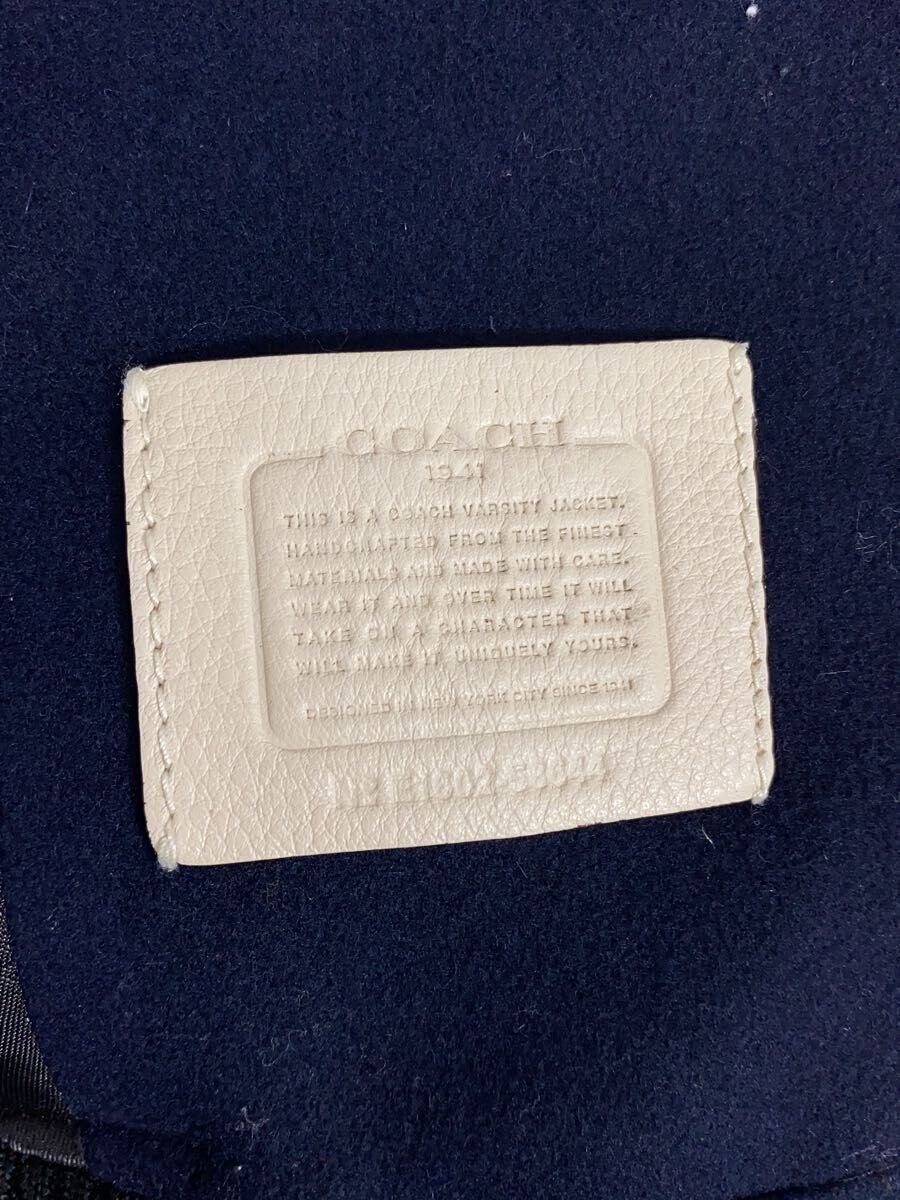 COACH
1941
THIS IS A COACH VARSITY JACKET.
HANDCRAFTED FROM THE FINEST
MATERIALS AND MADE WITH CARE.
WEAR IT AND OVER TIME IT WILL
TAKE ON A CHARACTER THAT
WILL MAKE IT UNIQUELY YOURS.
DESIGNED IN NEW YORK CITY SINCE 1941